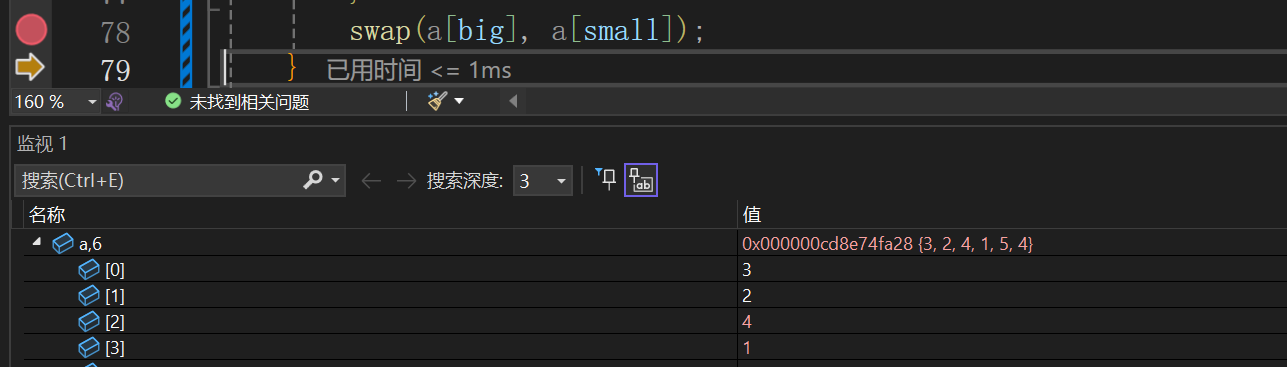 78 swap(a[big], a[small]);
79 } 已用时间 <= 1ms
160 % 未找到相关问题
监视 1
搜索(Ctrl+E) 搜索深度: 3
名称 值
a,6 0x000000cd8e74fa28 {3, 2, 4, 1, 5, 4}
[0] 3
[1] 2
[2] 4
[3] 1